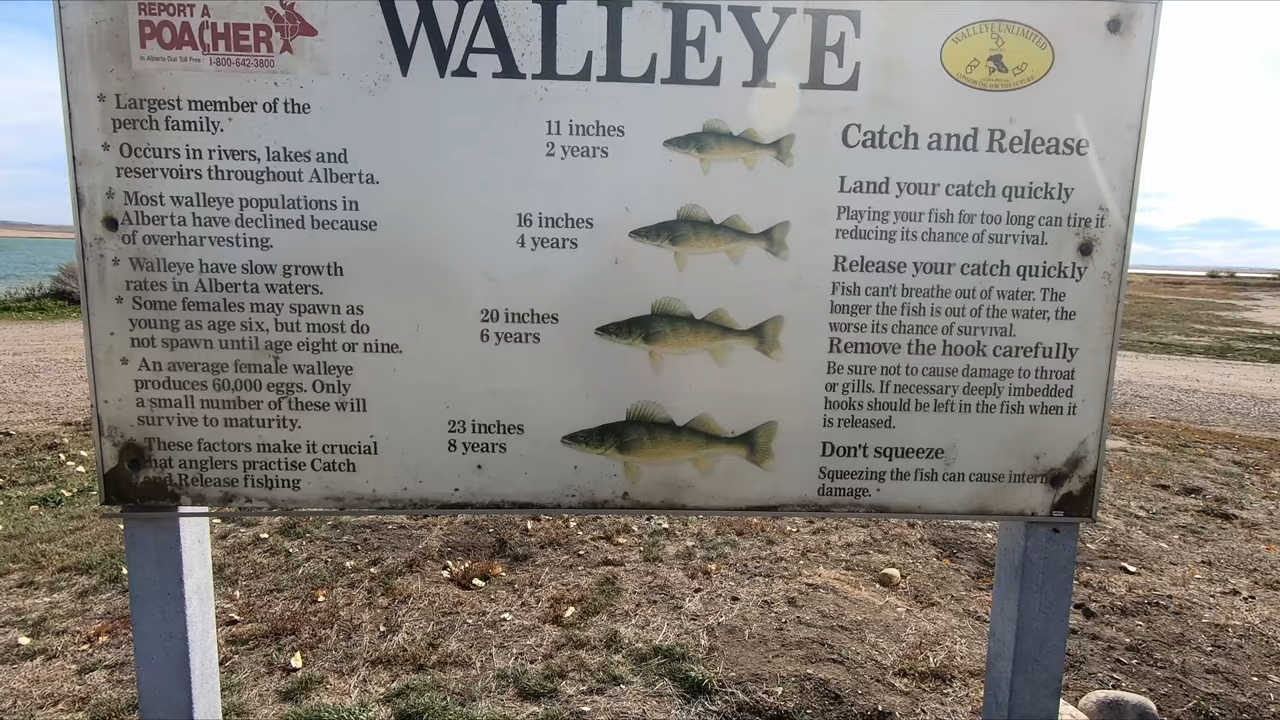 REPORT A
POACHER
In Alberta Dial Toll Free 1-800-642-3800
WALLEYE
WALLEYE UNLIMITED
CONSERVING FOR THE FUTURE
* Largest member of the
perch family.
* Occurs in rivers, lakes and
reservoirs throughout Alberta.
* Most walleye populations in
Alberta have declined because
of overharvesting.
* Walleye have slow growth
rates in Alberta waters.
* Some females may spawn as
young as age six, but most do
not spawn until age eight or nine.
* An average female walleye
produces 60,000 eggs. Only
a small number of these will
survive to maturity.
These factors make it crucial
hat anglers practise Catch
and Release fishing
11 inches
2 years
16 inches
4 years
20 inches
6 years
23 inches
8 years
Catch and Release
Land your catch quickly
Playing your fish for too long can tire it
reducing its chance of survival.
Release your catch quickly
Fish can't breathe out of water. The
longer the fish is out of the water, the
worse its chance of survival.
Remove the hook carefully
Be sure not to cause damage to throat
or gills. If necessary deeply imbedded
hooks should be left in the fish when it
is released.
Don't squeeze
Squeezing the fish can cause intern
damage.